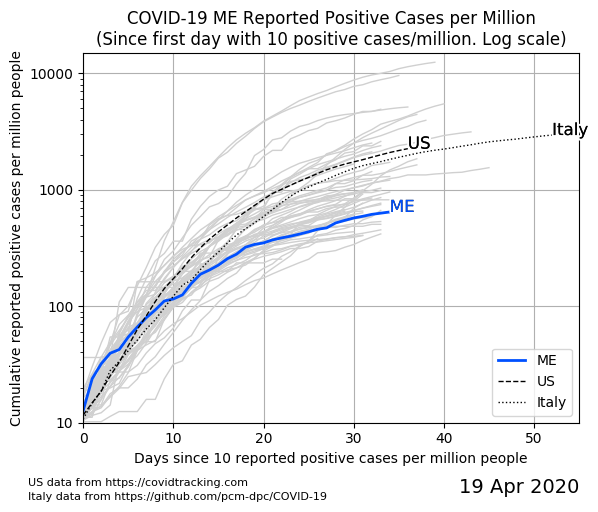 COVID-19 ME Reported Positive Cases per Million
(Since first day with 10 positive cases/million. Log scale)
Cumulative reported positive cases per million people
10000
1000
100
10
US
Italy
ME
ME
US
Italy
0
10
20
30
40
50
Days since 10 reported positive cases per million people
US data from https://covidtracking.com
Italy data from https://github.com/pcm-dpc/COVID-19
19 Apr 2020